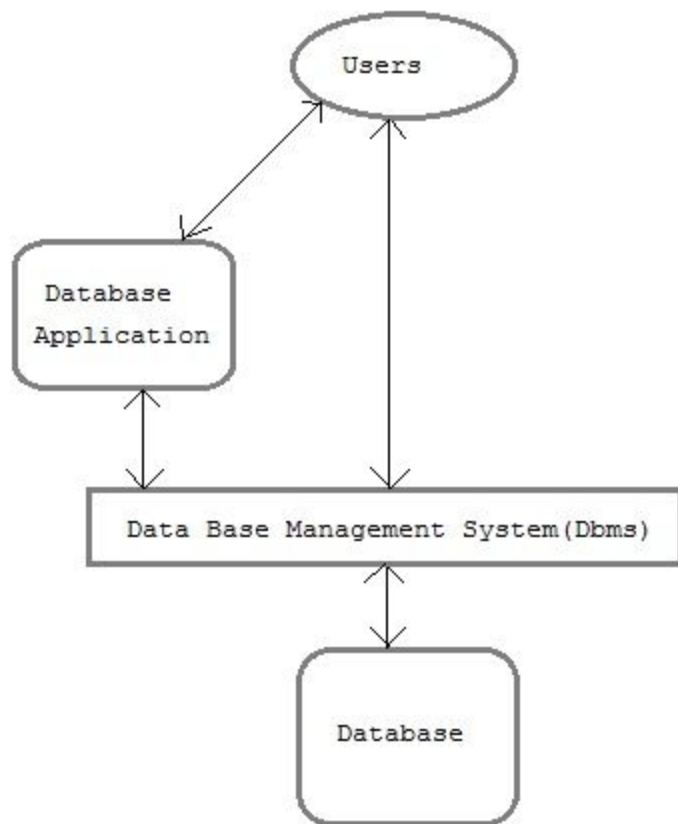 Users
Database
Application
Data Base Management System(Dbms)
Database